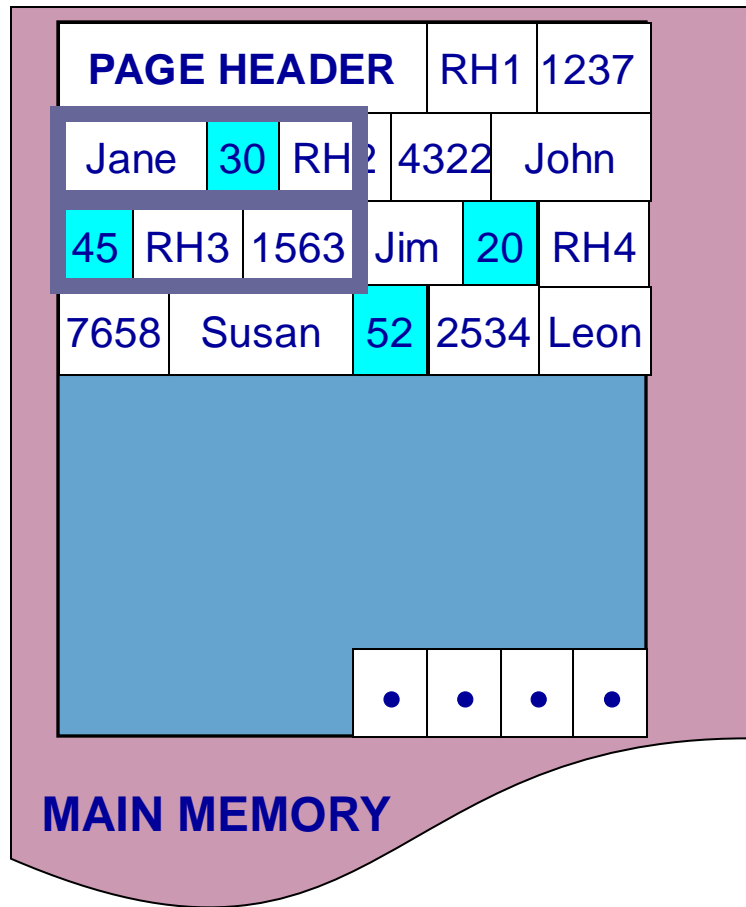 PAGE HEADER RH1 1237
Jane 30 RH2 4322 John
45 RH3 1563 Jim 20 RH4
7658 Susan 52 2534 Leon
• • • •
MAIN MEMORY